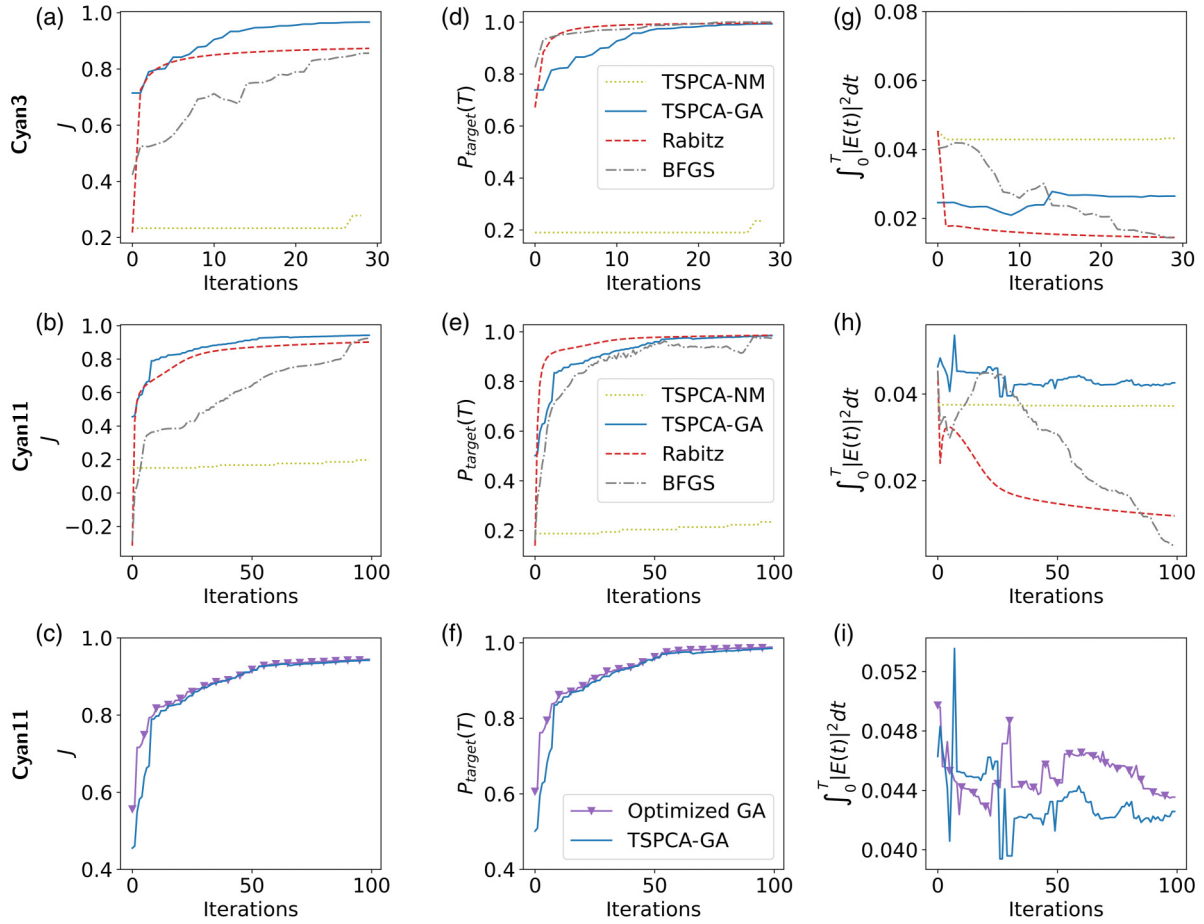 (a)
Cyan3
J
1.0
0.8
0.6
0.4
0.2
0
10
20
30
Iterations
(d)
P_target(T)
1.0
0.8
0.6
0.4
0.2
TSPCA-NM
TSPCA-GA
Rabitz
BFGS
0
10
20
30
Iterations
(g)
∫_0^T|E(t)|^2dt
0.08
0.06
0.04
0.02
0
10
20
30
Iterations
(b)
Cyan11
J
1.0
0.8
0.6
0.4
0.2
0.0
−0.2
0
50
100
Iterations
(e)
P_target(T)
1.0
0.8
0.6
0.4
0.2
TSPCA-NM
TSPCA-GA
Rabitz
BFGS
0
50
100
Iterations
(h)
∫_0^T|E(t)|^2dt
0.04
0.02
0
50
100
Iterations
(c)
Cyan11
J
1.0
0.8
0.6
0.4
0
50
100
Iterations
(f)
P_target(T)
1.0
0.8
0.6
0.4
Optimized GA
TSPCA-GA
0
50
100
Iterations
(i)
∫_0^T|E(t)|^2dt
0.052
0.048
0.044
0.040
0
50
100
Iterations